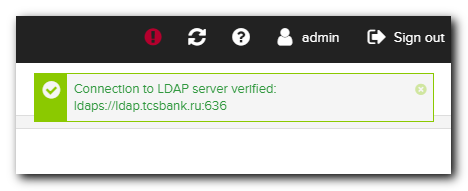 admin
Sign out
Connection to LDAP server verified:
ldaps://ldap.tcsbank.ru:636